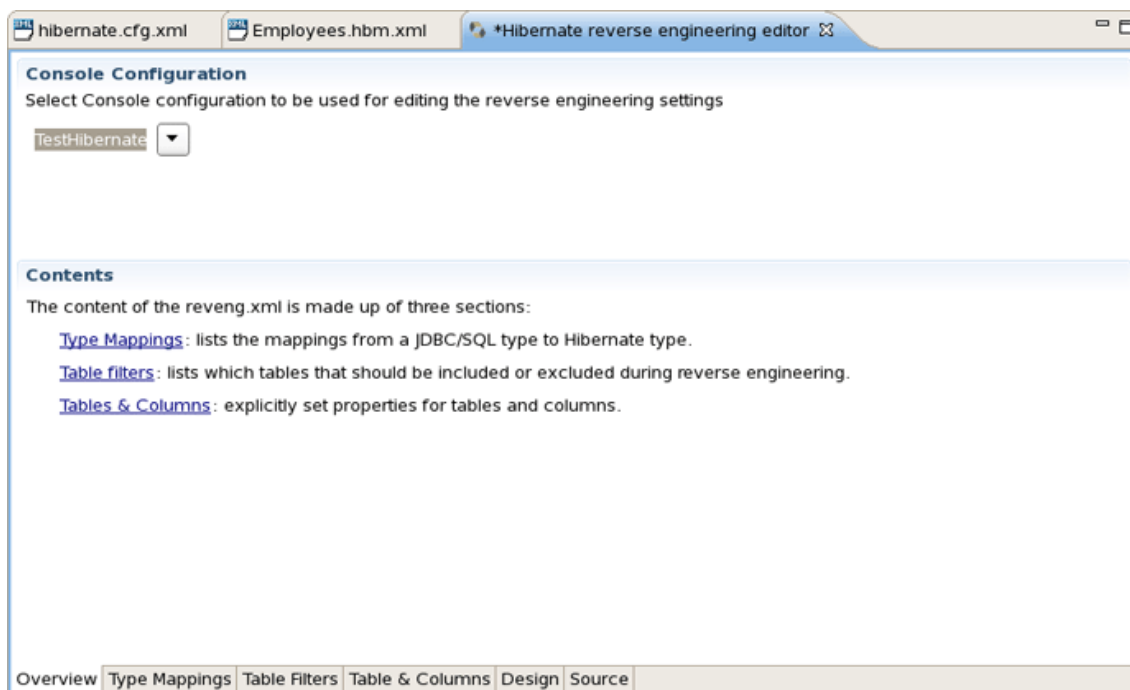 hibernate.cfg.xml Employees.hbm.xml *Hibernate reverse engineering editor
Console Configuration
Select Console configuration to be used for editing the reverse engineering settings
TestHibernate
Contents
The content of the reveng.xml is made up of three sections:
Type Mappings: lists the mappings from a JDBC/SQL type to Hibernate type.
Table filters: lists which tables that should be included or excluded during reverse engineering.
Tables & Columns: explicitly set properties for tables and columns.
Overview Type Mappings Table Filters Table & Columns Design Source